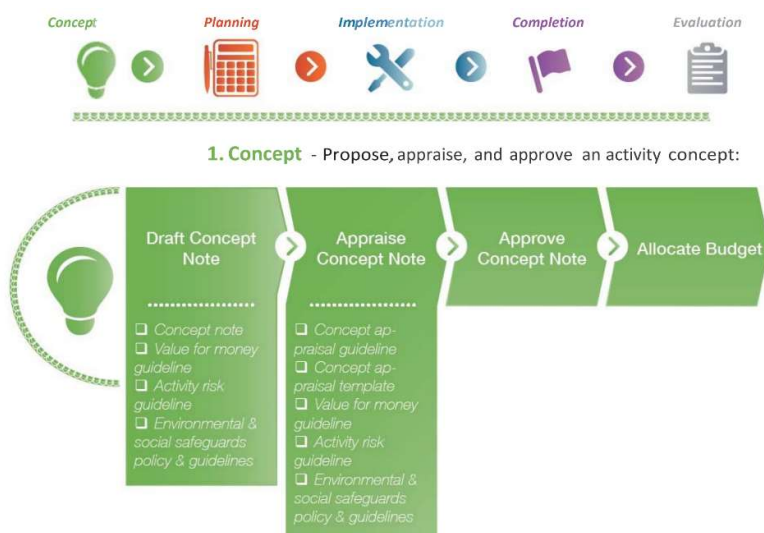 Concept
Planning
Implementation
Completion
Evaluation
1. Concept - Propose, appraise, and approve an activity concept:
Draft Concept
Note
❑ Concept note
❑ Value for money
guideline
❑ Activity risk
guideline
❑ Environmental &
social safeguards
policy & guidelines
Appraise
Concept Note
❑ Concept ap-
praisal guideline
❑ Concept ap-
praisal template
❑ Value for money
guideline
❑ Activity risk
guideline
❑ Environmental &
social safeguards
policy & guidelines
Approve
Concept Note
Allocate Budget